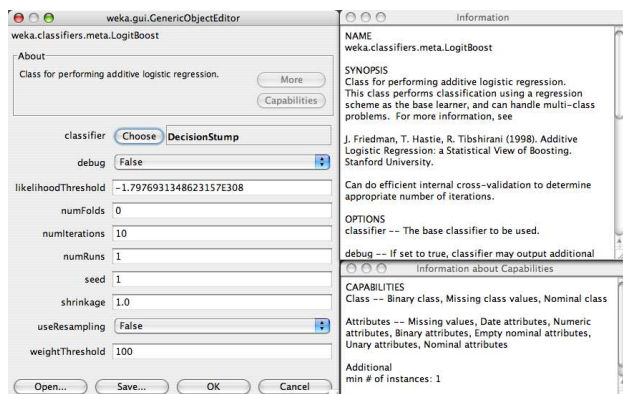 weka.gui.GenericObjectEditor
weka.classifiers.meta.LogitBoost
About
Class for performing additive logistic regression.
More
Capabilities
classifier Choose DecisionStump
debug False
likelihoodThreshold -1.7976931348623157E308
numFolds 0
numIterations 10
numRuns 1
seed 1
shrinkage 1.0
useResampling False
weightThreshold 100
Open... Save... OK Cancel
Information
NAME
weka.classifiers.meta.LogitBoost
SYNOPSIS
Class for performing additive logistic regression.
This class performs classification using a regression
scheme as the base learner, and can handle multi-class
problems. For more information, see
J. Friedman, T. Hastie, R. Tibshirani (1998). Additive
Logistic Regression: a Statistical View of Boosting.
Stanford University.
Can do efficient internal cross-validation to determine
appropriate number of iterations.
OPTIONS
classifier -- The base classifier to be used.
debug -- If set to true, classifier may output additional
Information about Capabilities
CAPABILITIES
Class -- Binary class, Missing class values, Nominal class
Attributes -- Missing values, Date attributes, Numeric
attributes, Binary attributes, Empty nominal attributes,
Unary attributes, Nominal attributes
Additional
min # of instances: 1